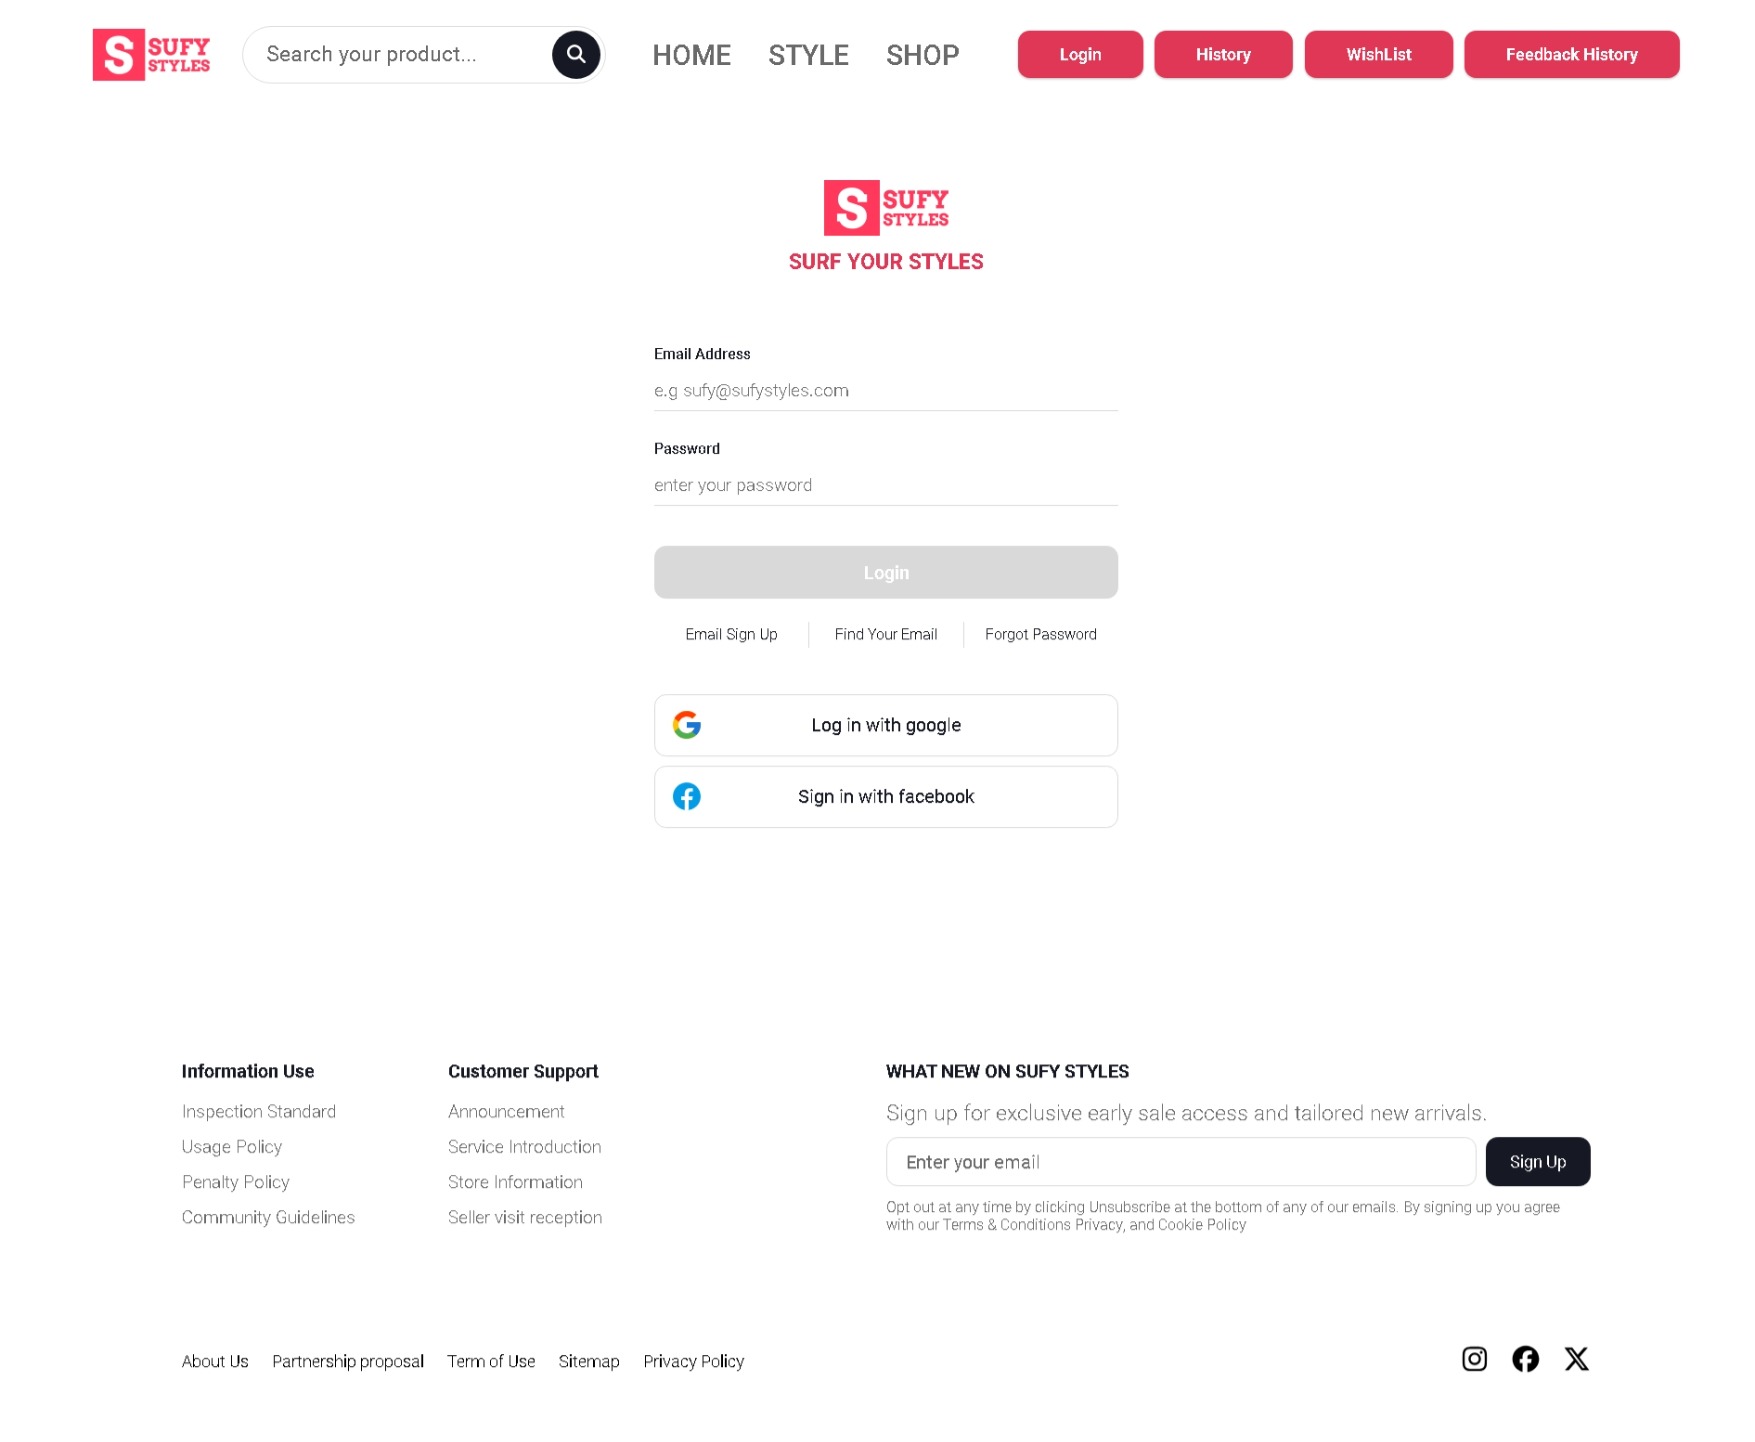 S SUFY
STYLES
Search your product...
HOME
STYLE
SHOP
Login
History
WishList
Feedback History
S SUFY
STYLES
SURF YOUR STYLES
Email Address
e.g sufy@sufystyles.com
Password
enter your password
Login
Email Sign Up
Find Your Email
Forgot Password
Log in with google
Sign in with facebook
Information Use
Inspection Standard
Usage Policy
Penalty Policy
Community Guidelines
Customer Support
Announcement
Service Introduction
Store Information
Seller visit reception
WHAT NEW ON SUFY STYLES
Sign up for exclusive early sale access and tailored new arrivals.
Enter your email
Sign Up
Opt out at any time by clicking Unsubscribe at the bottom of any of our emails. By signing up you agree
with our Terms & Conditions Privacy, and Cookie Policy
About Us
Partnership proposal
Term of Use
Sitemap
Privacy Policy